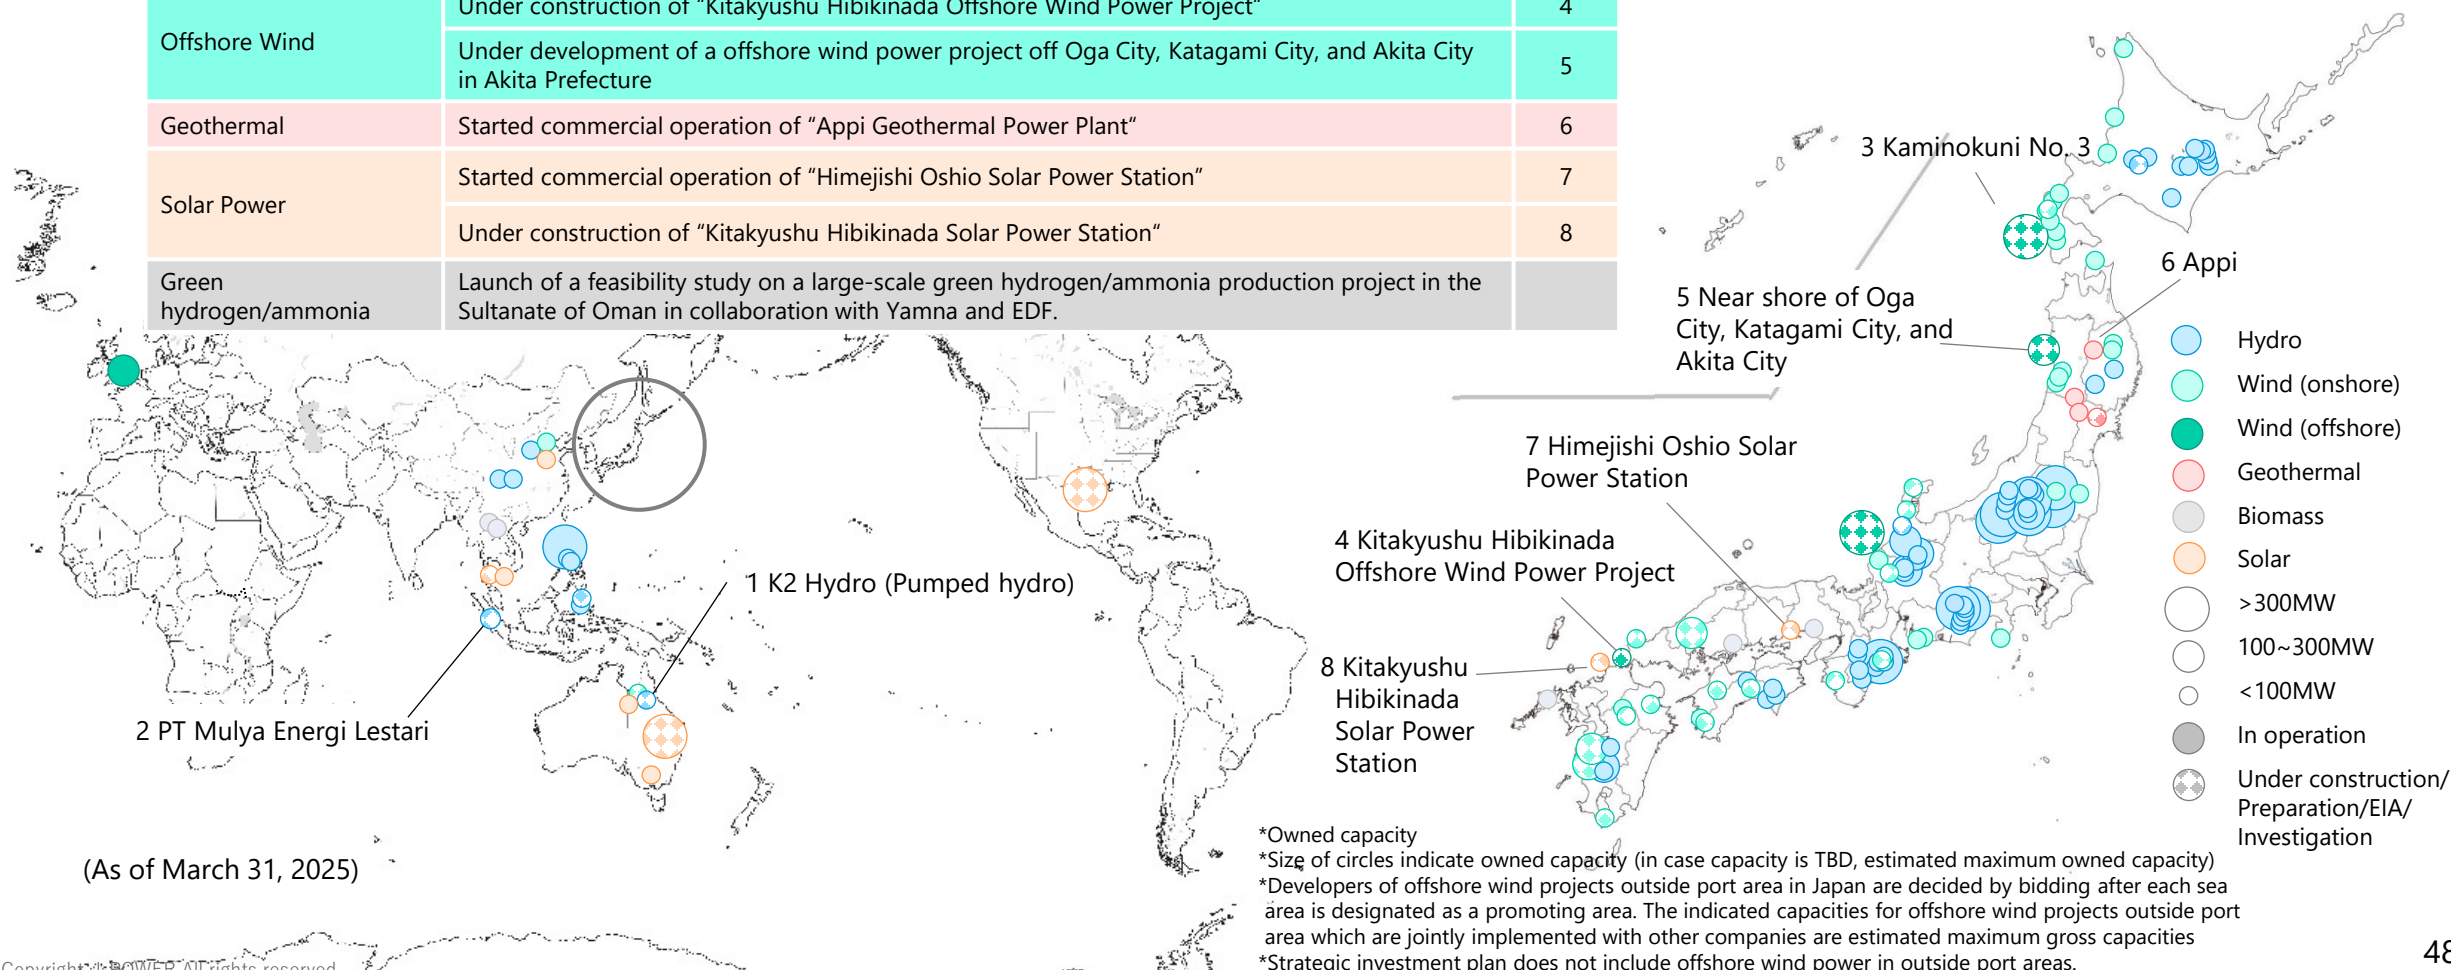 Under construction of "Kitakyushu Hibikinada Offshore Wind Power Project"
4
Offshore Wind
Under development of a offshore wind power project off Oga City, Katagami City, and Akita City
in Akita Prefecture
5
Geothermal
Started commercial operation of “Appi Geothermal Power Plant“
6
Solar Power
Started commercial operation of “Himejishi Oshio Solar Power Station”
7
Under construction of “Kitakyushu Hibikinada Solar Power Station“
8
Green
hydrogen/ammonia
Launch of a feasibility study on a large-scale green hydrogen/ammonia production project in the
Sultanate of Oman in collaboration with Yamna and EDF.
3 Kaminokuni No. 3
6 Appi
5 Near shore of Oga
City, Katagami City, and
Akita City
7 Himejishi Oshio Solar
Power Station
4 Kitakyushu Hibikinada
Offshore Wind Power Project
8 Kitakyushu
Hibikinada
Solar Power
Station
1 K2 Hydro (Pumped hydro)
2 PT Mulya Energi Lestari
Hydro
Wind (onshore)
Wind (offshore)
Geothermal
Biomass
Solar
>300MW
100~300MW
<100MW
In operation
Under construction/
Preparation/EIA/
Investigation
(As of March 31, 2025)
*Owned capacity
*Size of circles indicate owned capacity (in case capacity is TBD, estimated maximum owned capacity)
*Developers of offshore wind projects outside port area in Japan are decided by bidding after each sea
area is designated as a promoting area. The indicated capacities for offshore wind projects outside port
area which are jointly implemented with other companies are estimated maximum gross capacities
*Strategic investment plan does not include offshore wind power in outside port areas.
Copyright J-POWER All rights reserved
48